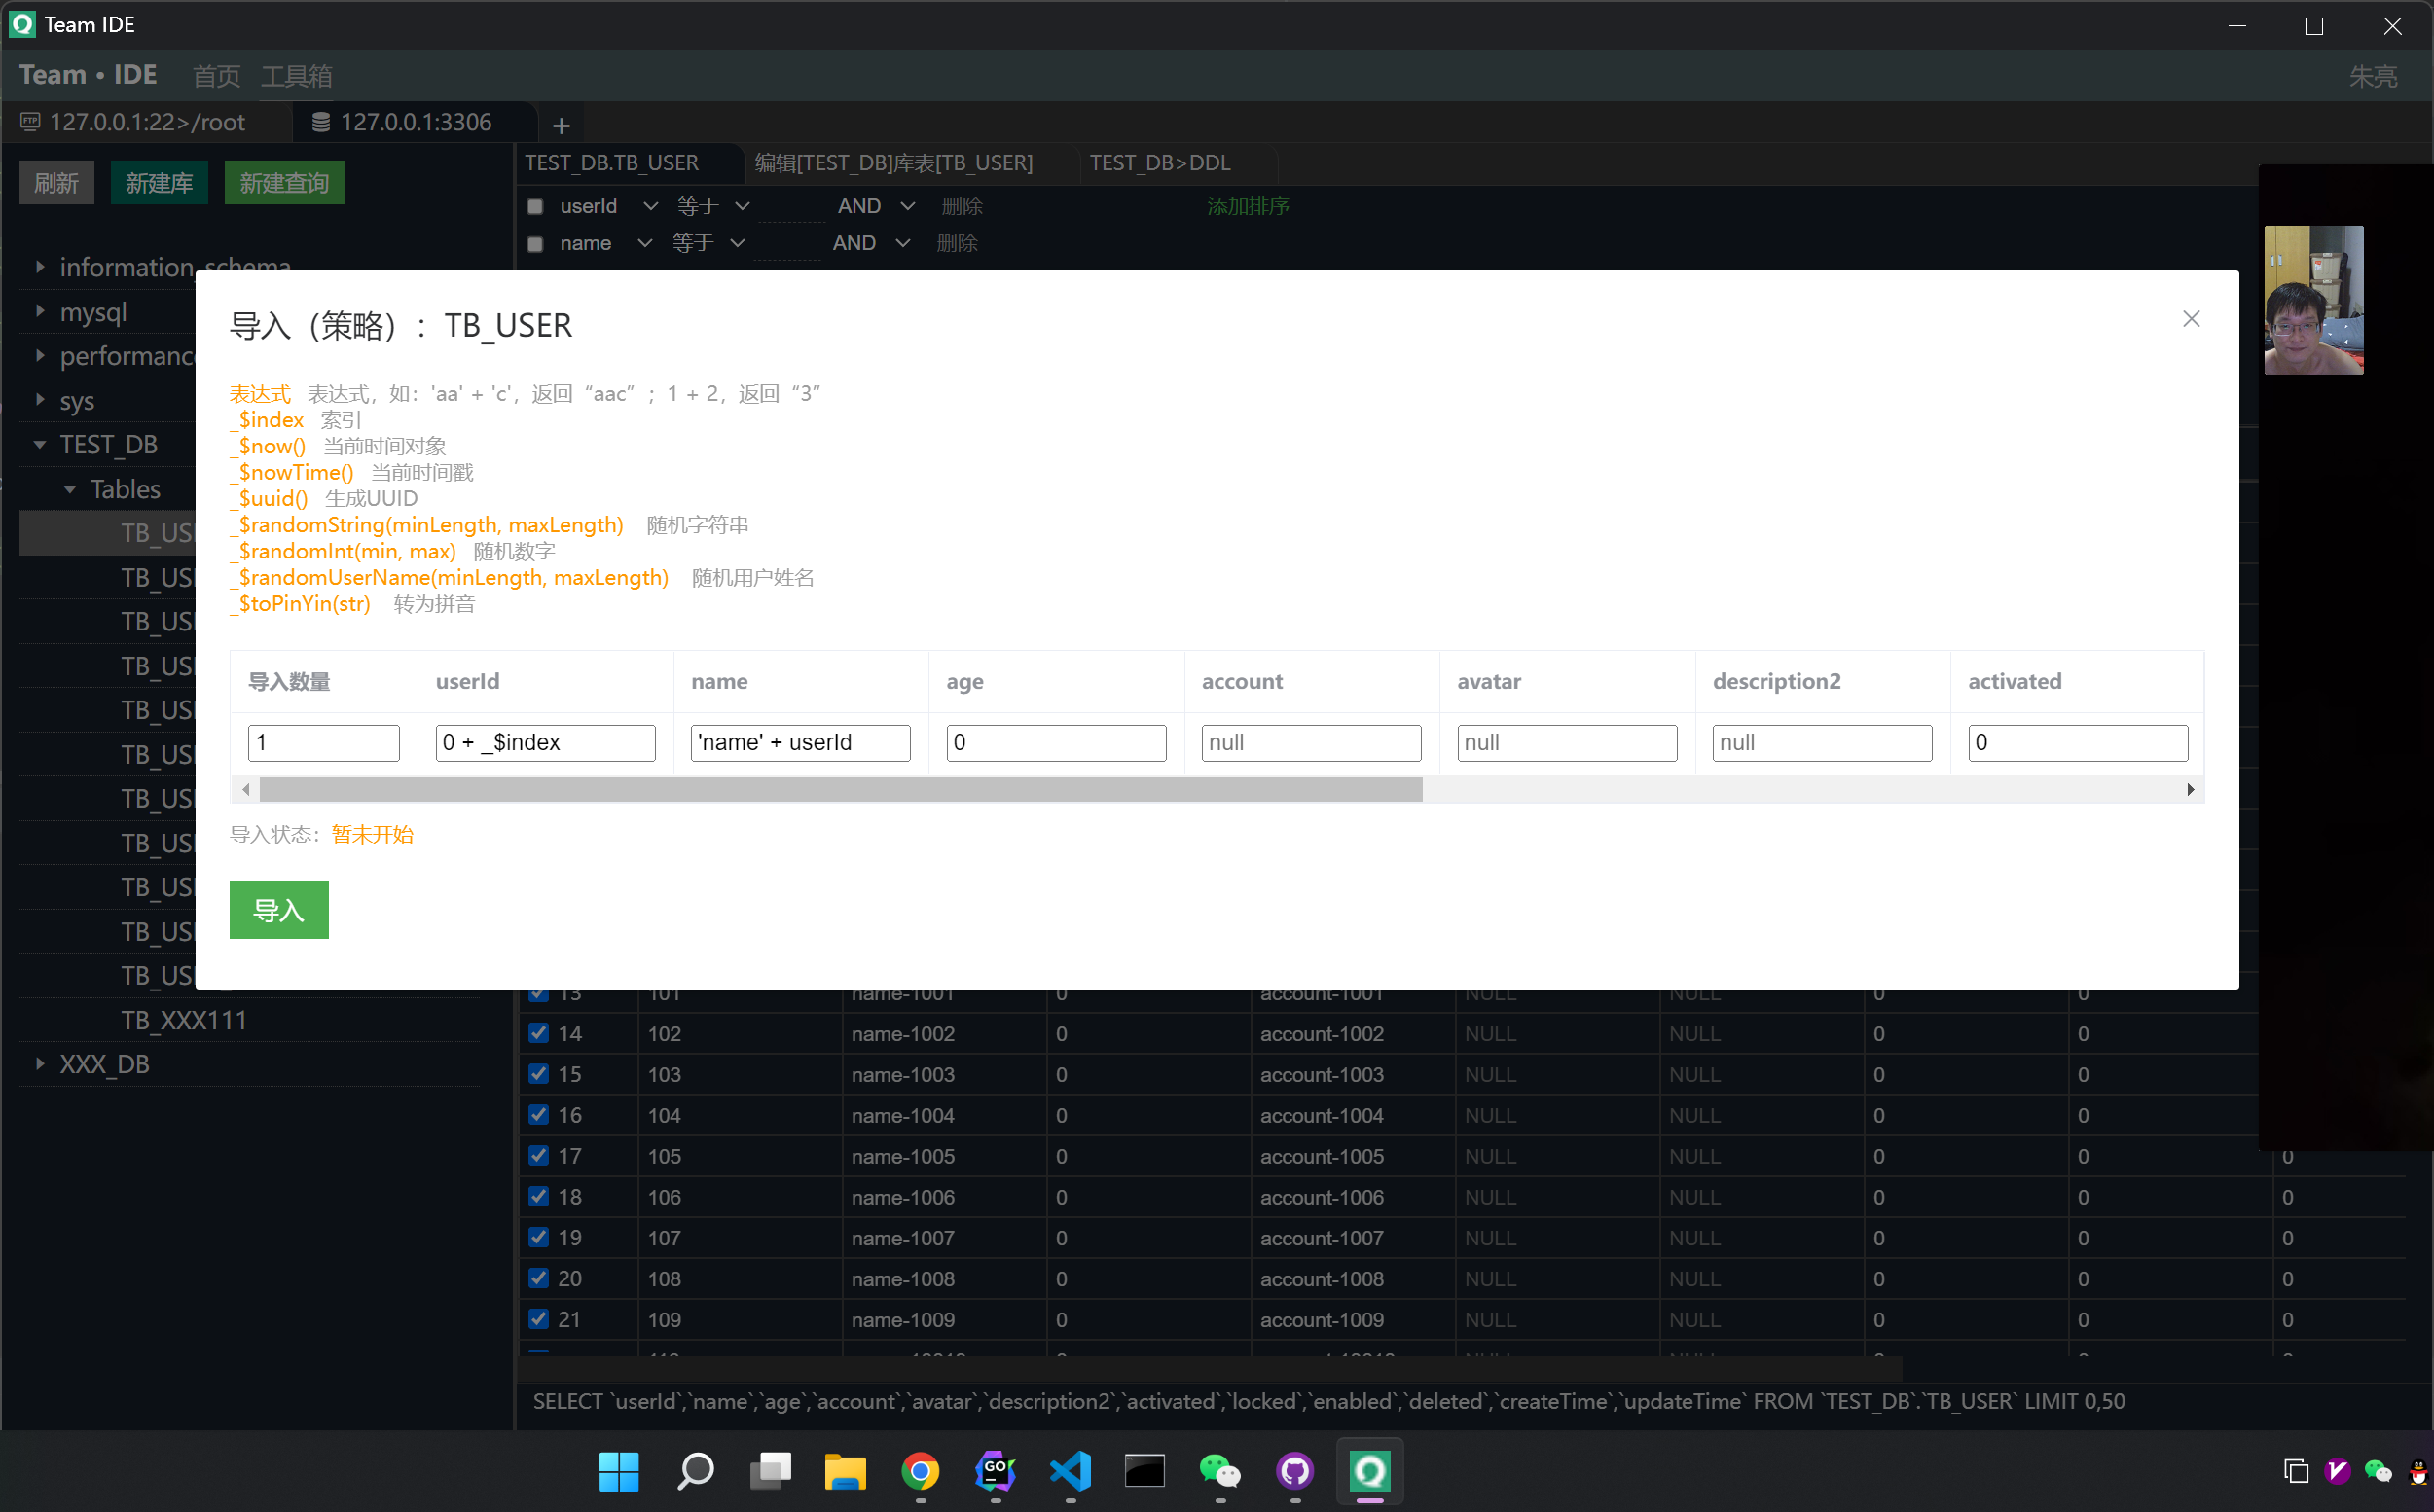 Team IDE
Team • IDE 首页 工具箱 朱亮
127.0.0.1:22>/root 127.0.0.1:3306 +
刷新 新建库 新建查询
TEST_DB.TB_USER 编辑[TEST_DB]库表[TB_USER] TEST_DB>DDL
userId 等于 AND 删除 添加排序
name 等于 AND 删除
information_schema
mysql
performance
sys
TEST_DB
Tables
TB_USE
TB_USE
TB_USE
TB_USE
TB_USE
TB_USE
TB_USE
TB_USE
TB_USE
TB_USE
TB_USE
TB_XXX111
XXX_DB
导入（策略）：TB_USER
表达式 表达式，如：'aa' + 'c'，返回“aac”；1 + 2，返回“3”
_$index 索引
_$now() 当前时间对象
_$nowTime() 当前时间戳
_$uuid() 生成UUID
_$randomString(minLength, maxLength) 随机字符串
_$randomInt(min, max) 随机数字
_$randomUserName(minLength, maxLength) 随机用户姓名
_$toPinYin(str) 转为拼音
导入数量 userId name age account avatar description2 activated
1 0 + _$index 'name' + userId 0 null null null 0
导入状态：暂未开始
导入
13 101 name-1001 0 account-1001 NULL NULL 0 0
14 102 name-1002 0 account-1002 NULL NULL 0 0
15 103 name-1003 0 account-1003 NULL NULL 0 0
16 104 name-1004 0 account-1004 NULL NULL 0 0
17 105 name-1005 0 account-1005 NULL NULL 0 0 0
18 106 name-1006 0 account-1006 NULL NULL 0 0 0
19 107 name-1007 0 account-1007 NULL NULL 0 0 0
20 108 name-1008 0 account-1008 NULL NULL 0 0 0
21 109 name-1009 0 account-1009 NULL NULL 0 0 0
SELECT `userId`,`name`,`age`,`account`,`avatar`,`description2`,`activated`,`locked`,`enabled`,`deleted`,`createTime`,`updateTime` FROM `TEST_DB`.`TB_USER` LIMIT 0,50
GO